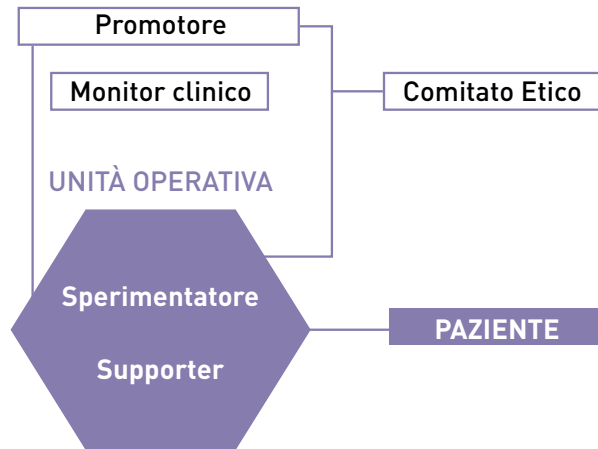 Promotore
Monitor clinico
Comitato Etico
UNITÀ OPERATIVA
Sperimentatore
Supporter
PAZIENTE